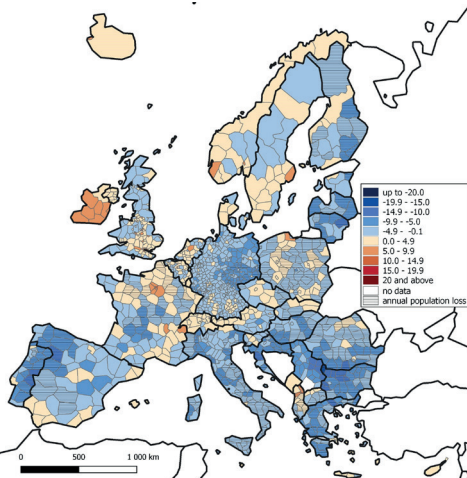 up to -20.0
-19.9 - -15.0
-14.9 - -10.0
-9.9 - -5.0
-4.9 - -0.1
0.0 - 4.9
5.0 - 9.9
10.0 - 14.9
15.0 - 19.9
20 and above
no data
annual population loss
0 500 1 000 km